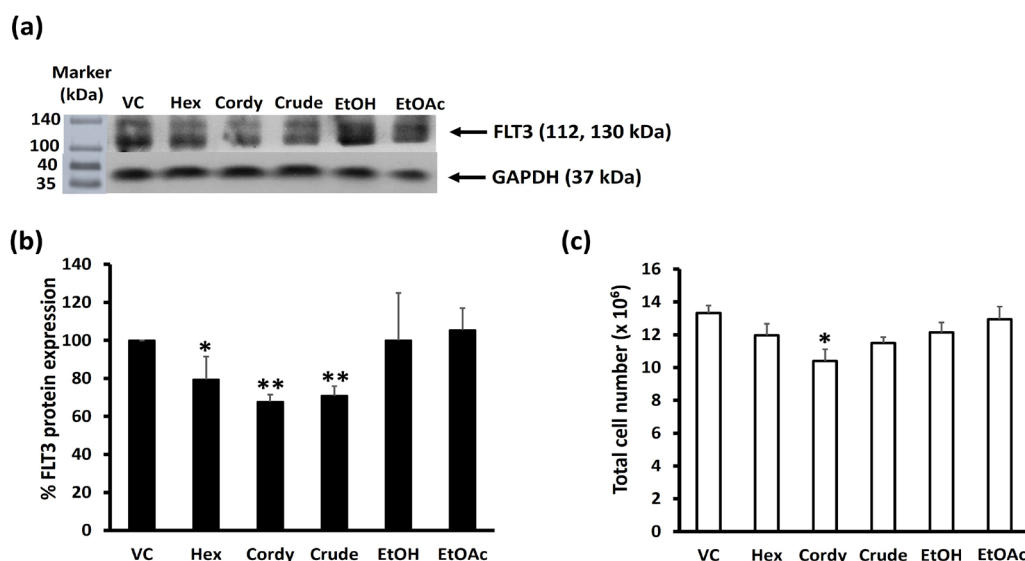 (a)
Marker
(kDa)
VC Hex Cordy Crude EtOH EtOAc
140
100
40
35
FLT3 (112, 130 kDa)
GAPDH (37 kDa)
(b)
% FLT3 protein expression
140
120
100
80
60
40
20
0
*
**
**
VC Hex Cordy Crude EtOH EtOAc
(c)
Total cell number (x 10⁶)
16
14
12
10
8
6
4
2
0
*
VC Hex Cordy Crude EtOH EtOAc